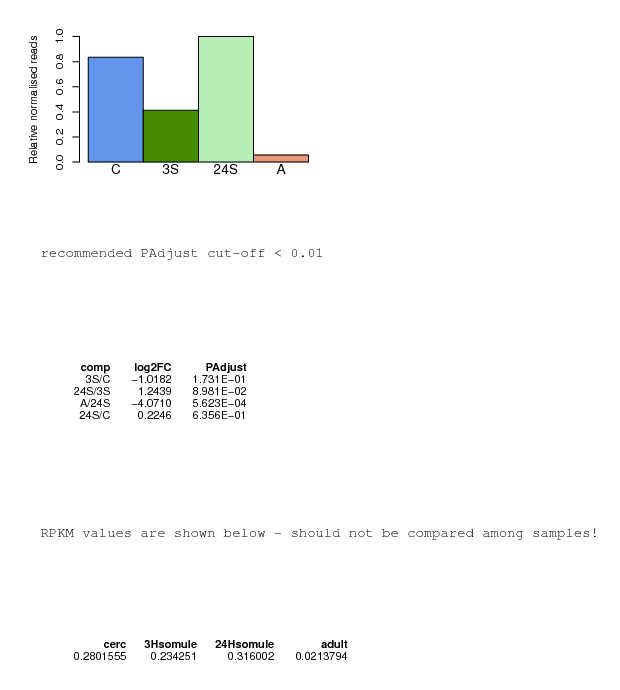 Relative normalised reads
1.0
0.8
0.6
0.4
0.2
0.0
C 3S 24S A
recommended PAdjust cut-off < 0.01
comp log2FC PAdjust
3S/C −1.0182 1.731E−01
24S/3S 1.2439 8.981E−02
A/24S −4.0710 5.623E−04
24S/C 0.2246 6.356E−01
RPKM values are shown below - should not be compared among samples!
cerc 3Hsomule 24Hsomule adult
0.2801555 0.234251 0.316002 0.0213794